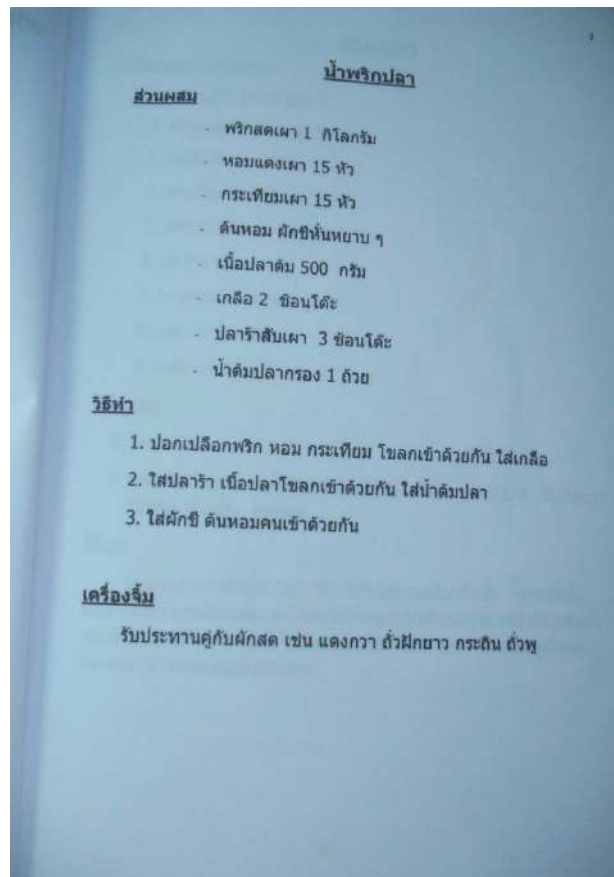 น้ำพริกปลา
ส่วนผสม
- พริกสดเผา 1 กิโลกรัม
- หอมแดงเผา 15 หัว
- กระเทียมเผา 15 หัว
- ต้นหอม ผักชีหั่นหยาบ ๆ
- เนื้อปลาต้ม 500 กรัม
- เกลือ 2 ช้อนโต๊ะ
- ปลาร้าสับเผา 3 ช้อนโต๊ะ
- น้ำต้มปลากรอง 1 ถ้วย
วิธีทำ
1. ปอกเปลือกพริก หอม กระเทียม โขลกเข้าด้วยกัน ใส่เกลือ
2. ใส่ปลาร้า เนื้อปลาโขลกเข้าด้วยกัน ใส่น้ำต้มปลา
3. ใส่ผักชี ต้นหอมคนเข้าด้วยกัน
เครื่องจิ้ม
รับประทานคู่กับผักสด เช่น แตงกวา ถั่วฝักยาว กระถิน ถั่วพู